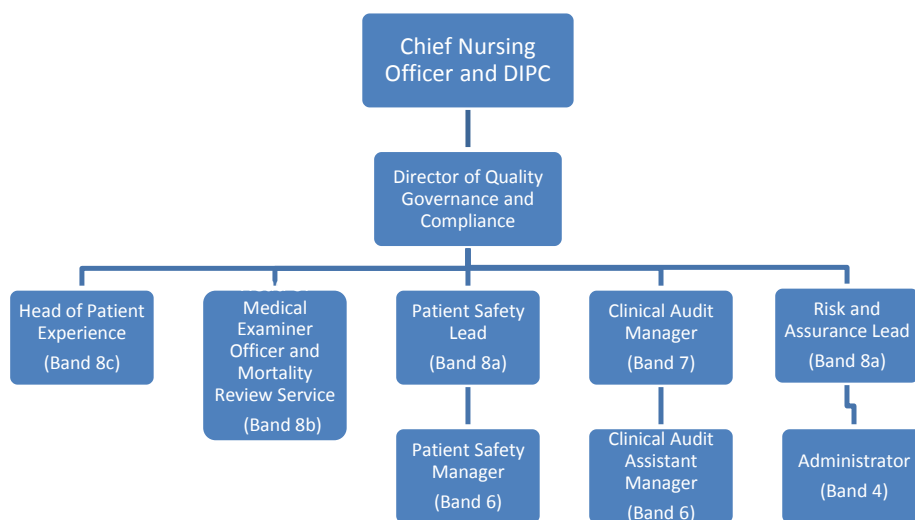 Chief Nursing
Officer and DIPC
Director of Quality
Governance and
Compliance
Head of Patient
Experience
(Band 8c)
Medical
Examiner
Officer and
Mortality
Review Service
(Band 8b)
Patient Safety
Lead
(Band 8a)
Clinical Audit
Manager
(Band 7)
Risk and
Assurance Lead
(Band 8a)
Patient Safety
Manager
(Band 6)
Clinical Audit
Assistant
Manager
(Band 6)
Administrator
(Band 4)